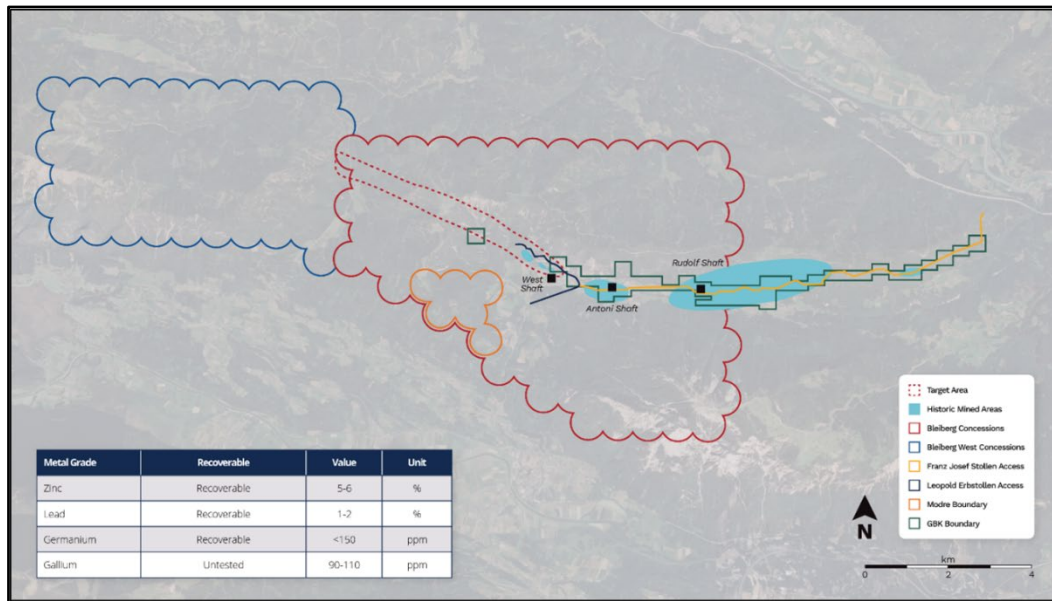 Rudolf Shaft
West
Shaft
Antoni Shaft
Target Area
Historic Mined Areas
Bleiberg Concessions
Bleiberg West Concessions
Franz Josef Stollen Access
Leopold Erbstollen Access
Modre Boundary
GBK Boundary
Metal Grade Recoverable Value Unit
Zinc Recoverable 5-6 %
Lead Recoverable 1-2 %
Germanium Recoverable <150 ppm
Gallium Untested 90-110 ppm
N
km
0 2 4